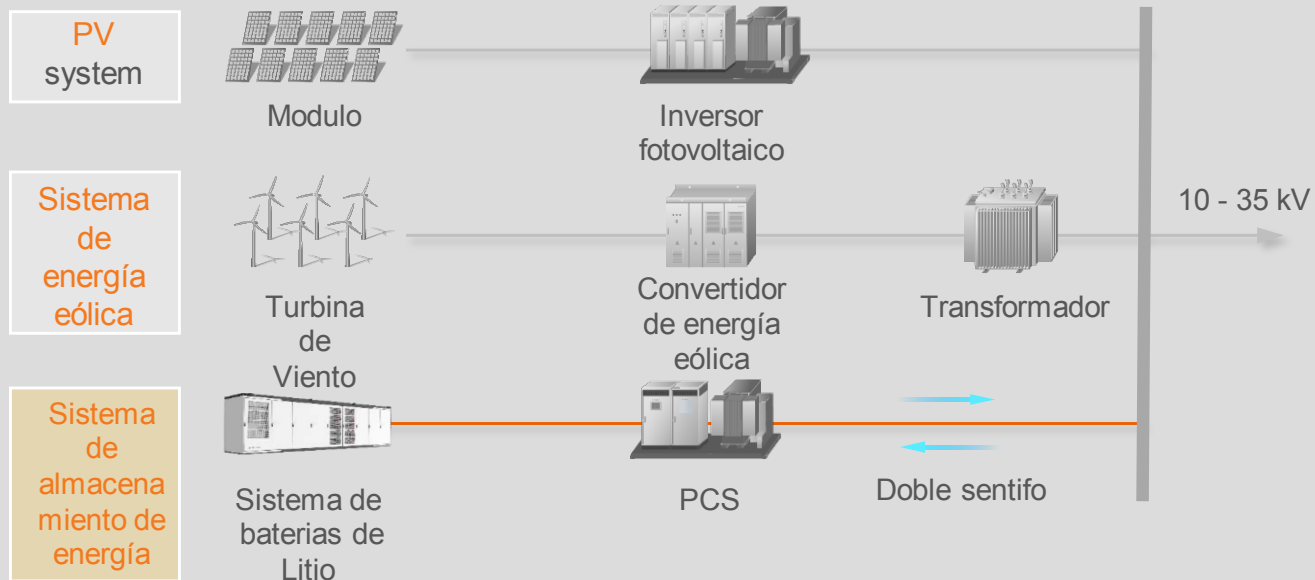 PV
system
Modulo
Inversor
fotovoltaico
Sistema
de
energía
eólica
Turbina
de
Viento
Convertidor
de energía
eólica
Transformador
10 - 35 kV
Sistema
de
almacena
miento de
energía
Sistema de
baterias de
Litio
PCS
Doble sentifo